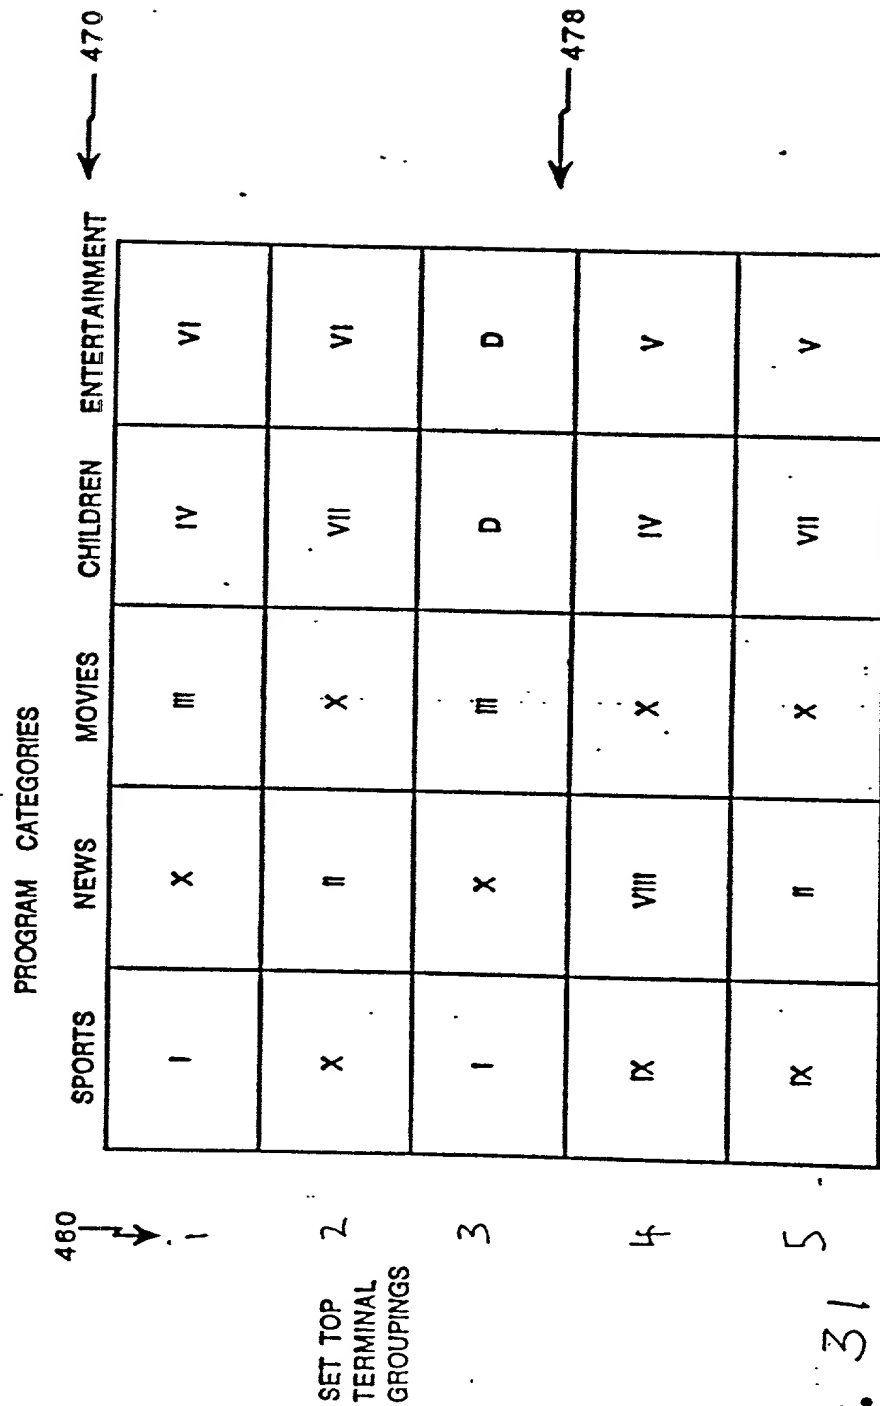 PROGRAM CATEGORIES
470
SPORTS NEWS MOVIES CHILDREN ENTERTAINMENT
460
1 I X III IV VI
SET TOP
TERMINAL
GROUPINGS
2 X II X VII VI
3 I X III D D
478
4 IX VIII X IV V
5 IX II X VII V
. 31